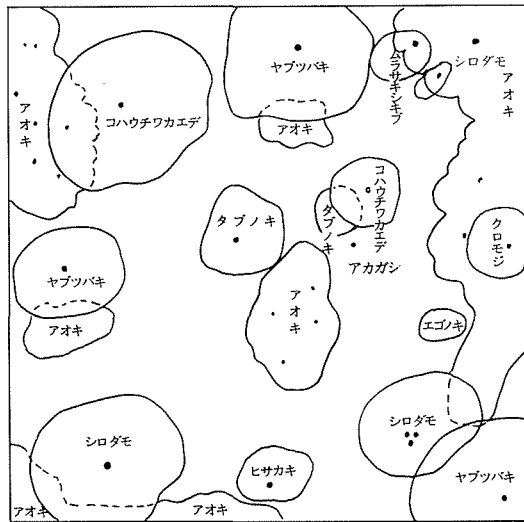 ヤブツバキ
ムラサキシキブ
シロダモ
アオキ
アオキ
コハウチワカエデ
アオキ
コハウチワカエデ
タブノキ
タブノキ
アカガシ
クロモジ
ヤブツバキ
アオキ
アオキ
エゴノキ
シロダモ
シロダモ
ヒサカキ
ヤブツバキ
アオキ
アオキ